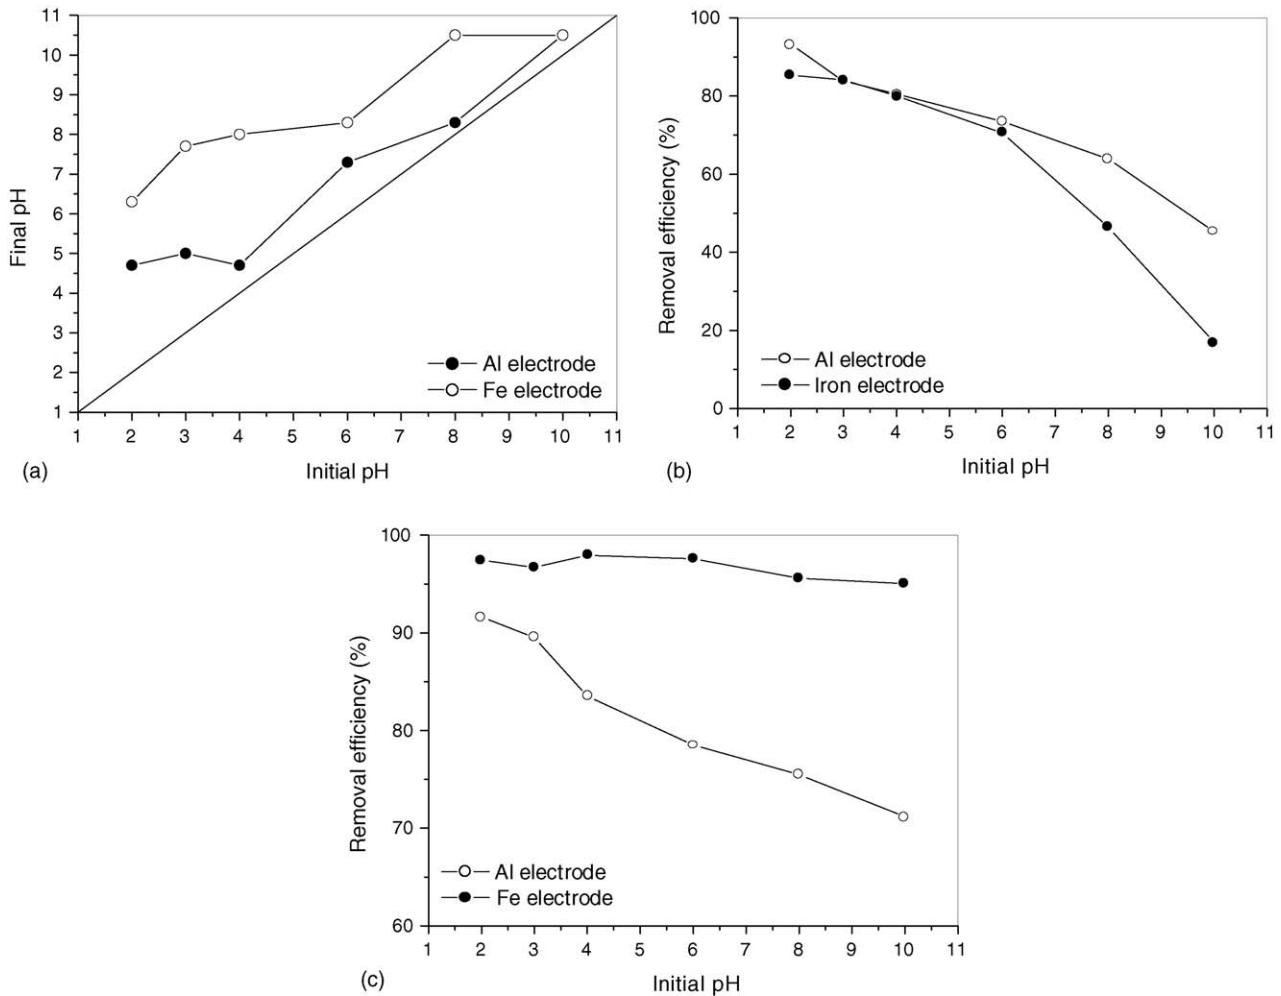 11
10
9
8
7
6
5
4
3
2
1
Final pH
Al electrode
Fe electrode
1 2 3 4 5 6 7 8 9 10 11
Initial pH
(a)
100
80
60
40
20
0
Removal efficiency (%)
Al electrode
Iron electrode
1 2 3 4 5 6 7 8 9 10 11
Initial pH
(b)
100
90
80
70
60
Removal efficiency (%)
Al electrode
Fe electrode
1 2 3 4 5 6 7 8 9 10 11
Initial pH
(c)